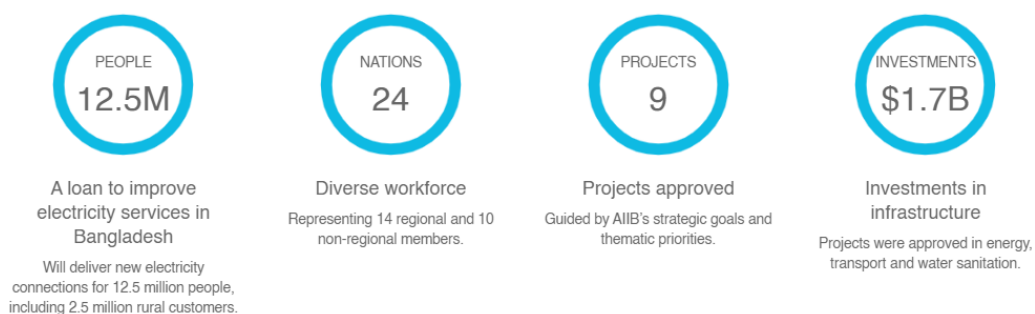 PEOPLE
12.5M
A loan to improve
electricity services in
Bangladesh
Will deliver new electricity
connections for 12.5 million people,
including 2.5 million rural customers.
NATIONS
24
Diverse workforce
Representing 14 regional and 10
non-regional members.
PROJECTS
9
Projects approved
Guided by AIIB's strategic goals and
thematic priorities.
INVESTMENTS
$1.7B
Investments in
infrastructure
Projects were approved in energy,
transport and water sanitation.